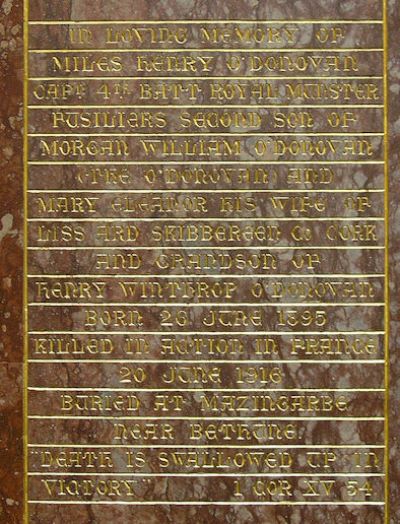 IN LOVING MEMORY OF
MILES HENRY O'DONOVAN
CAPT. 4TH BATT ROYAL MUNSTER
FUSILIERS SECOND SON OF
MORGAN WILLIAM O'DONOVAN
(THE O'DONOVAN) AND
MARY ELEANOR HIS WIFE OF
LISS ARD SKIBBEREEN CO CORK
AND GRANDSON OF
HENRY WINTHROP O'DONOVAN
BORN 26 JUNE 1895
KILLED IN ACTION IN FRANCE
20 JUNE 1916
BURIED AT MAZINGARBE
NEAR BETHUNE.
"DEATH IS SWALLOWED UP IN
VICTORY" 1 COR XV 54